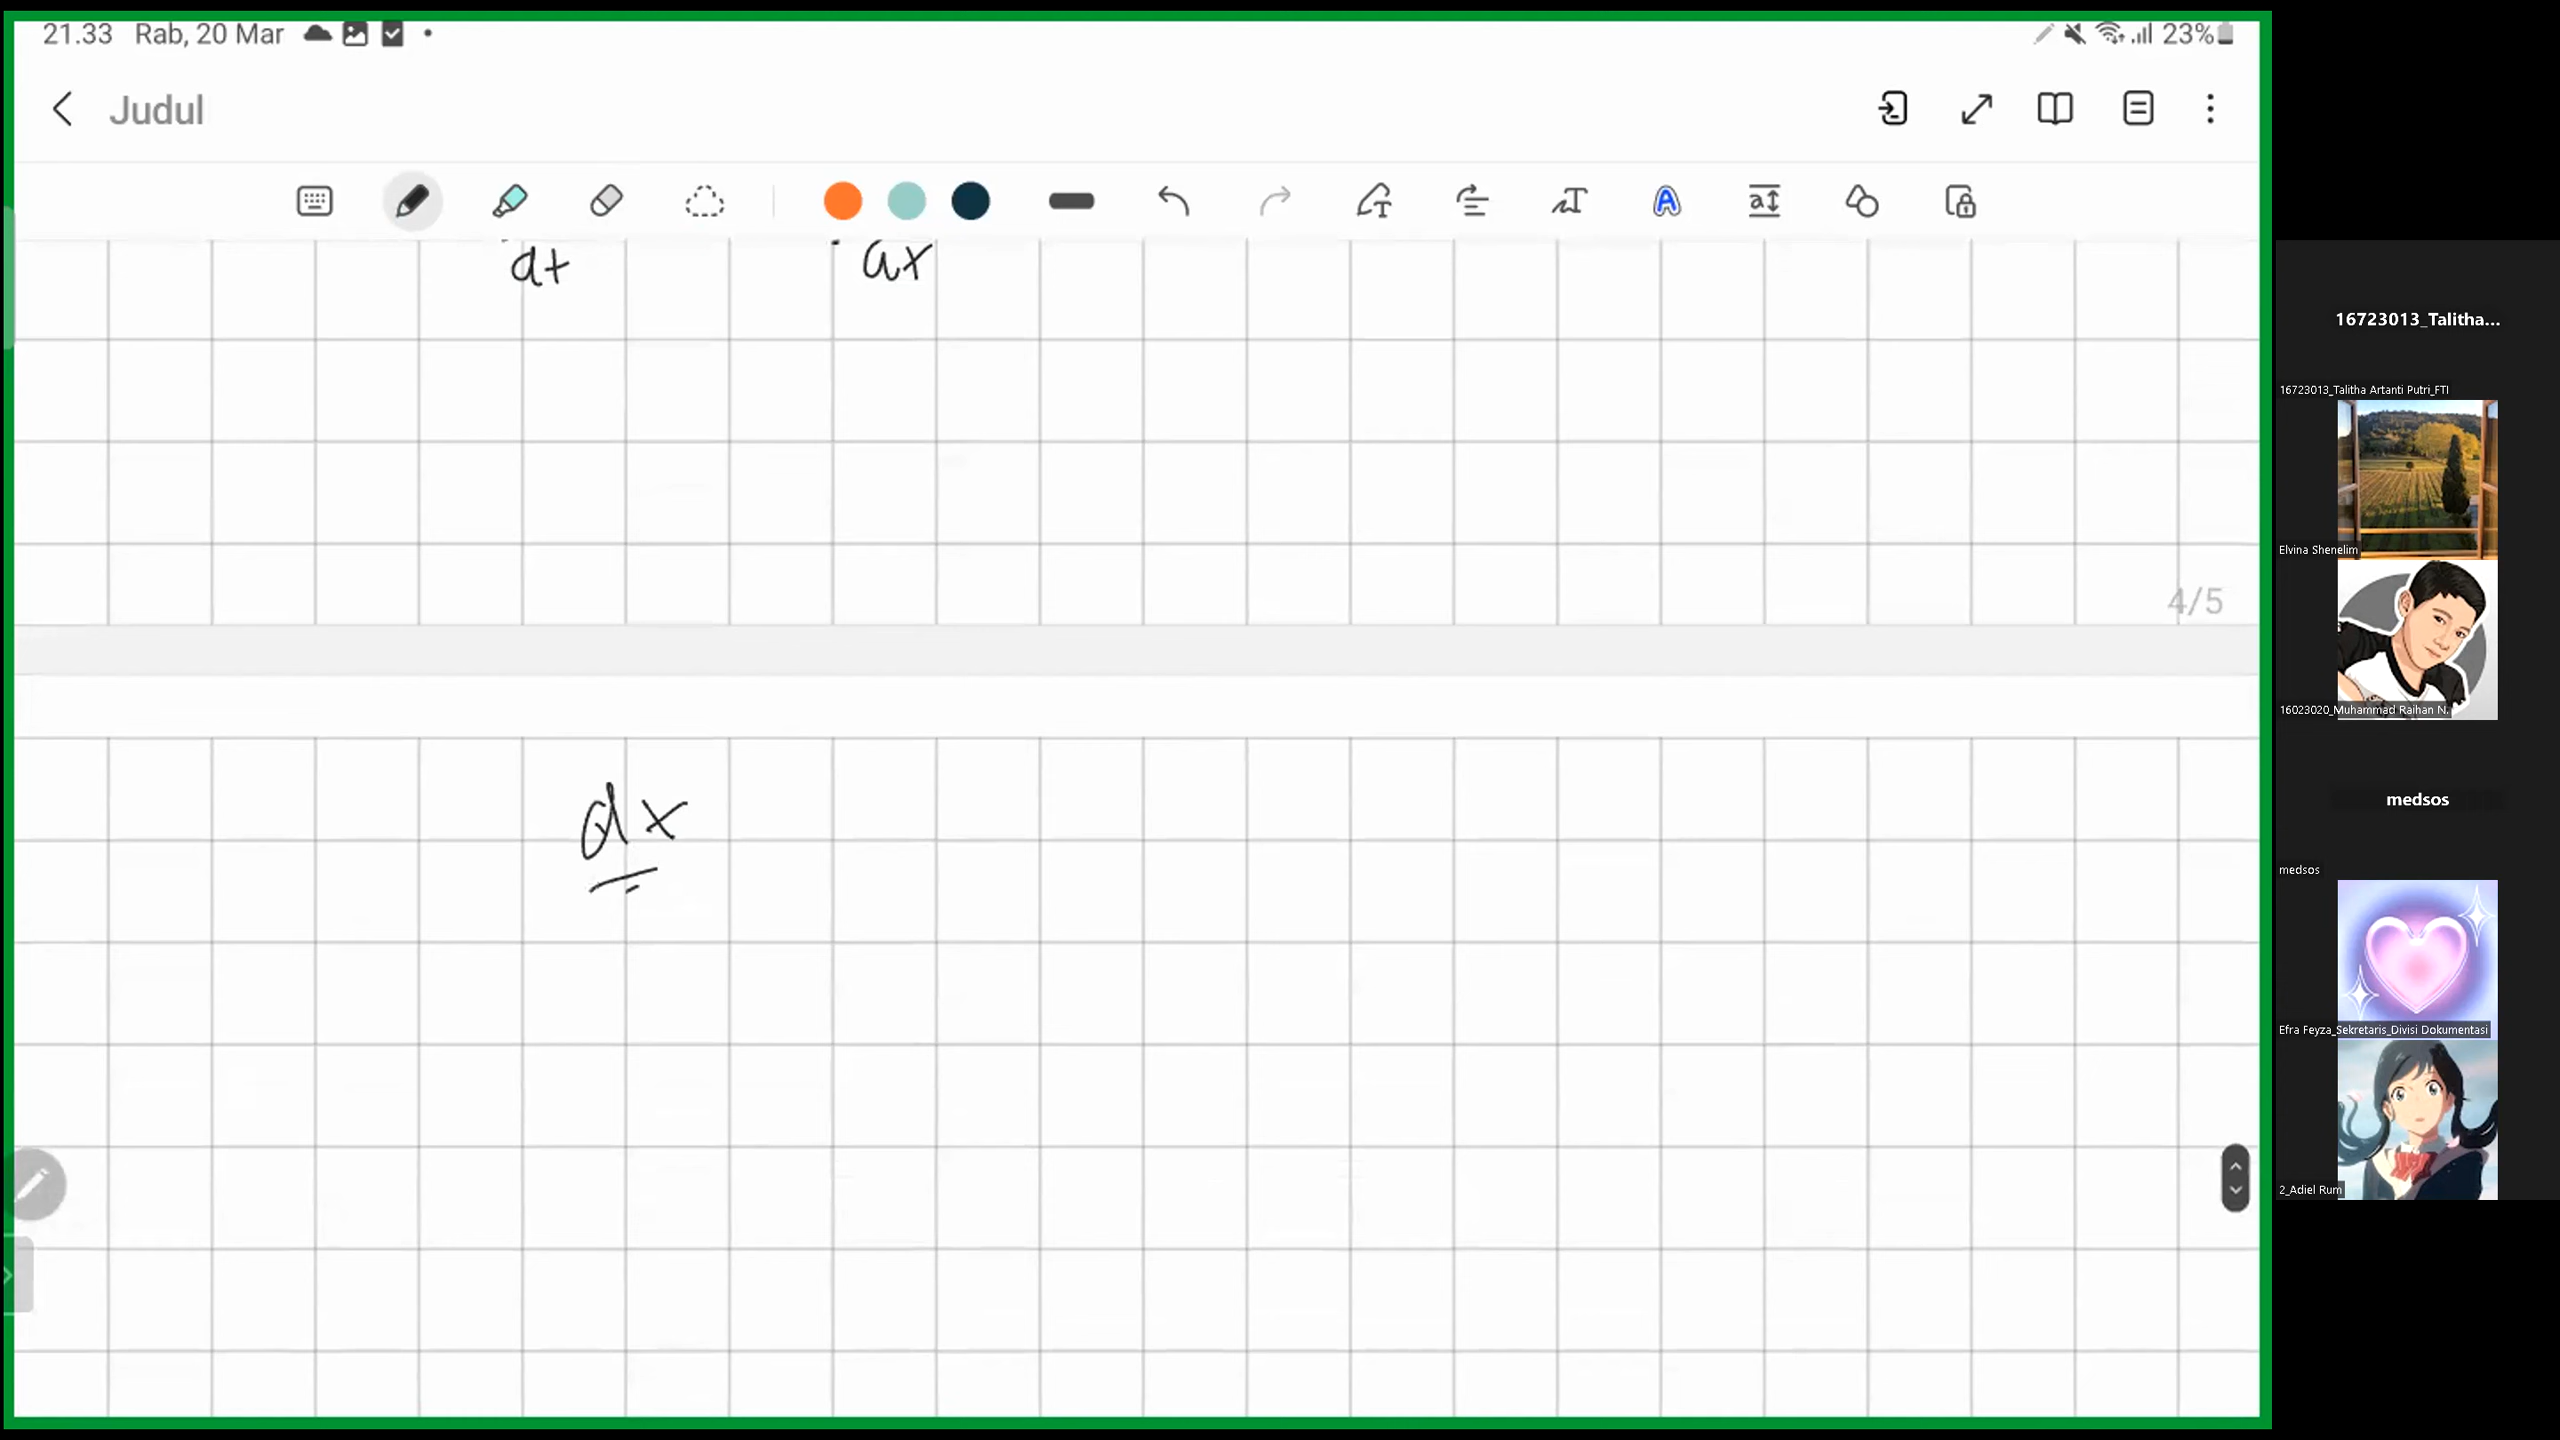 21.33 Rab, 20 Mar
23%
Judul
dt
dx
4/5
dx
16723013_Talitha...
16723013_Talitha Artanti Putri_FTI
Elvina Shenelim
16023020_Muhammad Raihan N.
medsos
medsos
Efra Feyza_Sekretaris_Divisi Dokumentasi
2_Adiel Rum